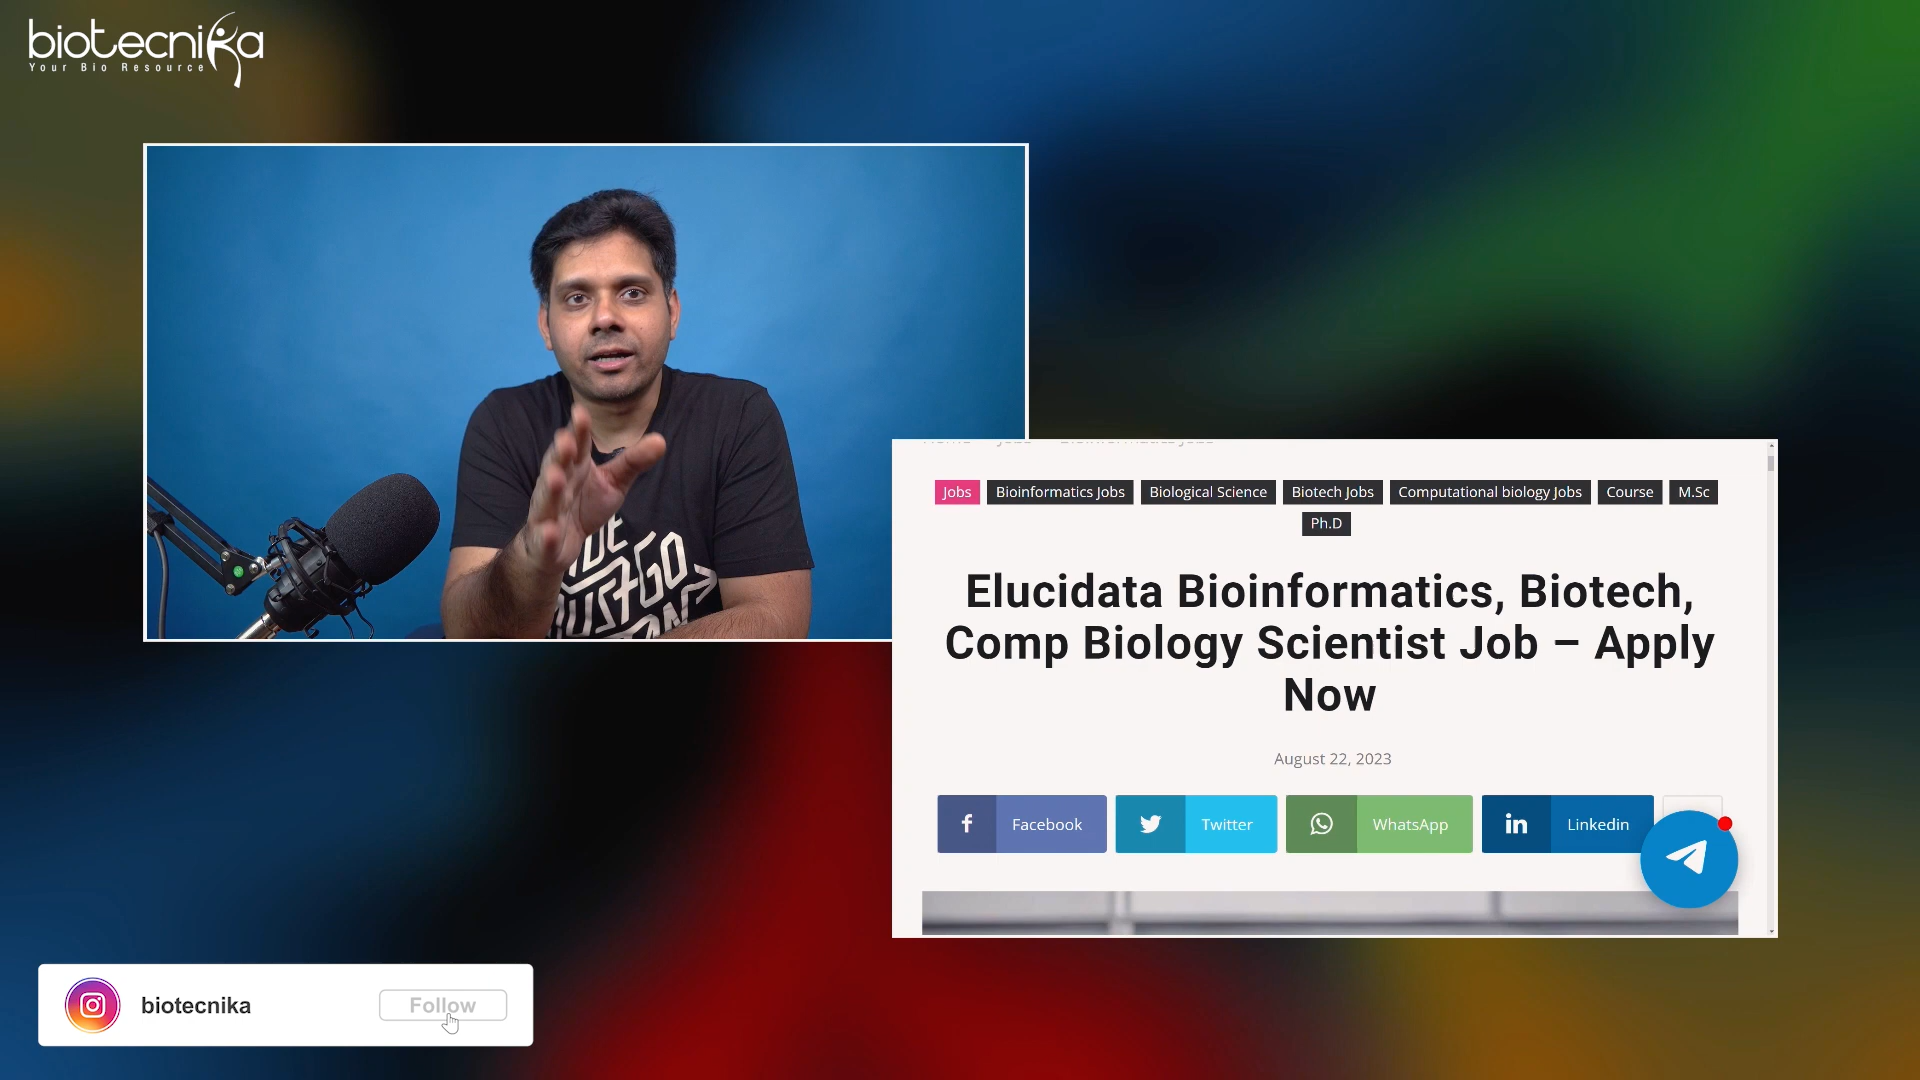 biotecnika
Your Bio Resource
Jobs Bioinformatics Jobs Biological Science Biotech Jobs Computational biology Jobs Course M.Sc
Ph.D
Elucidata Bioinformatics, Biotech,
Comp Biology Scientist Job – Apply
Now
August 22, 2023
Facebook Twitter WhatsApp Linkedin
biotecnika Follow